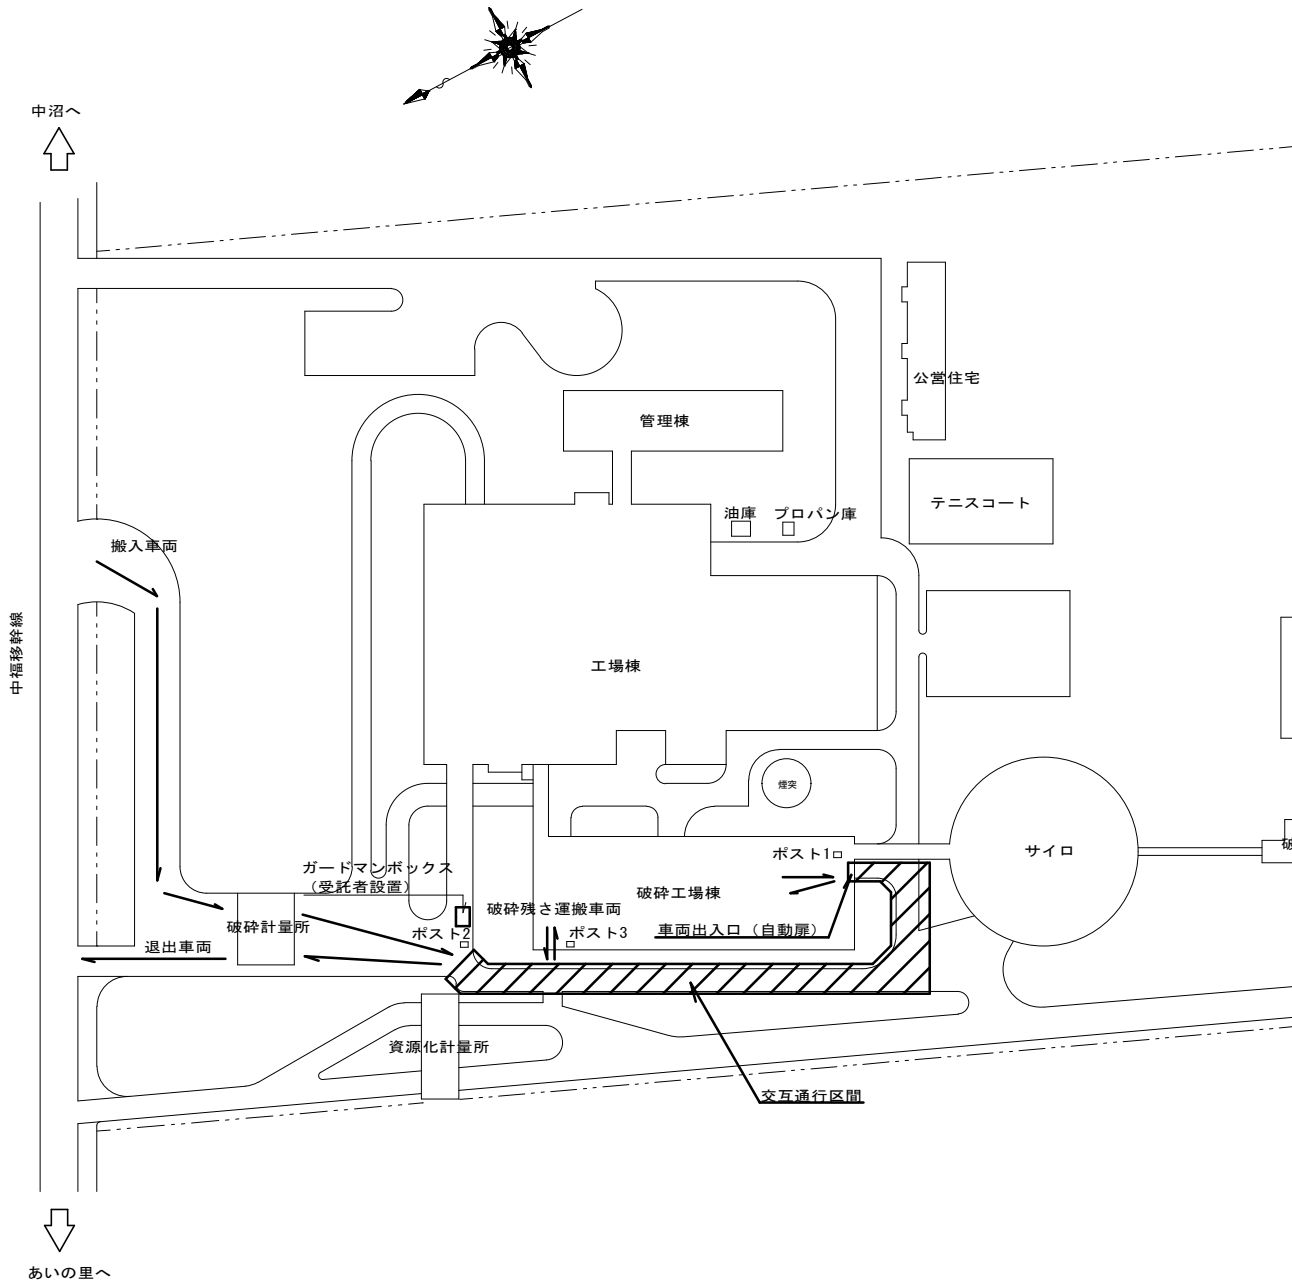 中沼へ
公営住宅
管理棟
テニスコート
油庫
プロパン庫
搬入車両
中福移幹線
工場棟
煙突
サイロ
ポスト1
ガードマンボックス
（受託者設置）
破砕工場棟
破砕残さ運搬車両
破砕計量所
車両出入口（自動扉）
ポスト2
ポスト3
退出車両
資源化計量所
交互通行区間
あいの里へ